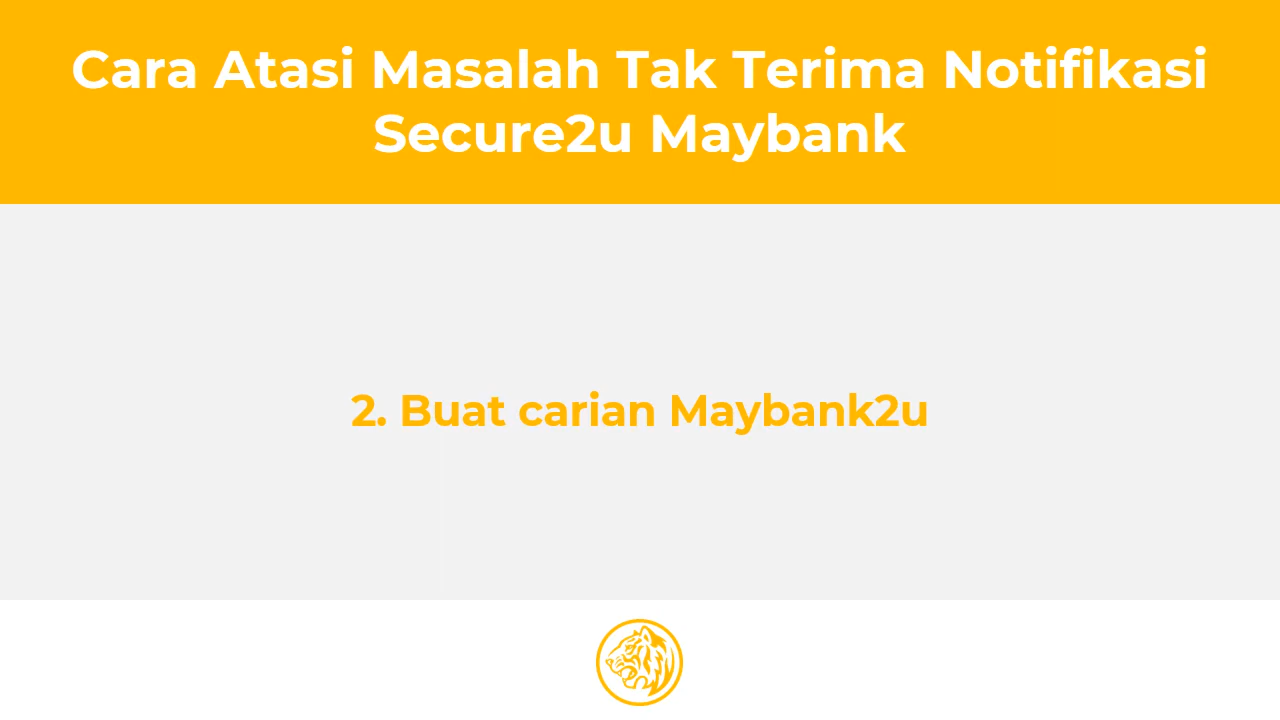 Cara Atasi Masalah Tak Terima Notifikasi
Secure2u Maybank
2. Buat carian Maybank2u